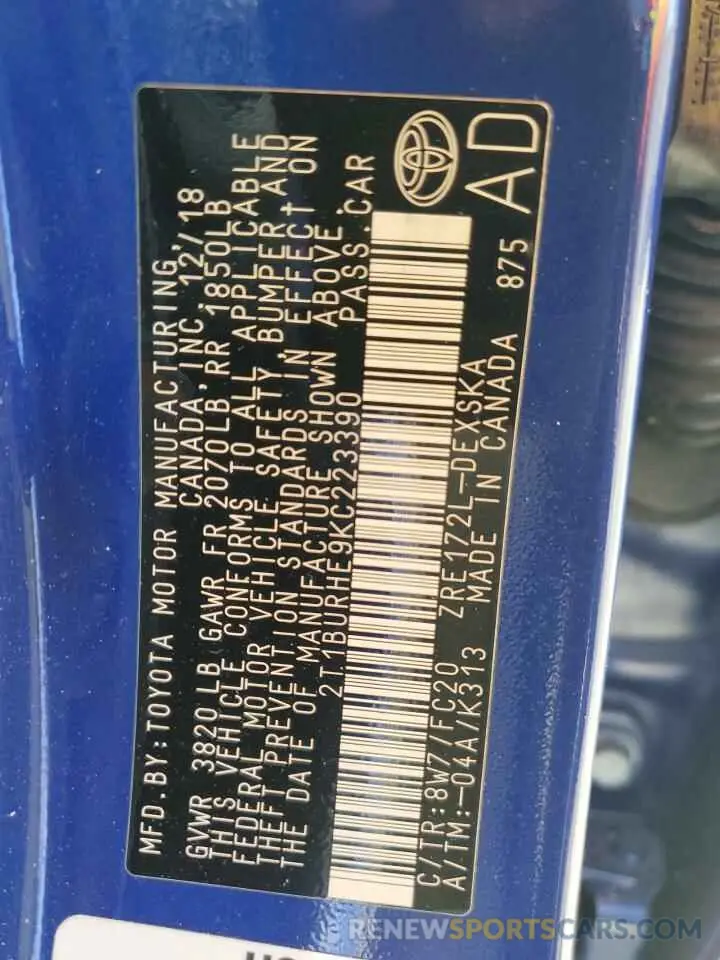 MFD.BY:TOYOTA MOTOR MANUFACTURING,
CANADA,INC. 12/18
GVWR 3820LB GAWR FR 2070LB RR 1850LB
THIS VEHICLE CONFORMS TO ALL APPLICABLE
FEDERAL MOTOR VEHICLE SAFETY, BUMPER, AND
THEFT PREVENTION STANDARDS IN EFFECT ON
THE DATE OF MANUFACTURE SHOWN ABOVE.
2T1BURHE9KC223390 PASS.CAR
C/TR:8W7/FC20 ZRE172L-DEXSKA
A/TM:-04A/K313 MADE IN CANADA 875
AD
RENEWSPORTSCARS.COM